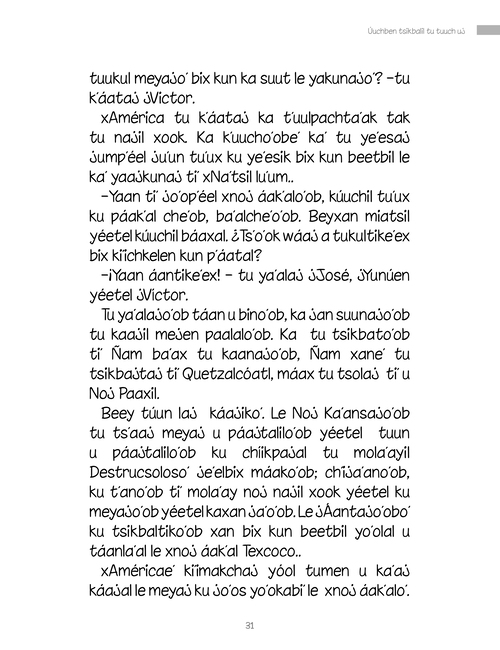 Úuchben tsikbalil tu tuuch uj
tuukul meyajo' bix kun ka suut le yakunajo'? –tu
k'áataj jVictor.
xAmérica tu k'áataj ka t'uulpachta'ak tak
tu najil xook. Ka k'uucho'obe' ka' tu ye'esaj
jump'éel ju'un tu'ux ku ye'esik bix kun beetbil le
ka' yaajkunaj ti' xNa'tsil lu'um..
–Yaan ti' jo'op'éel xnoj áak'alo'ob, kúuchil tu'ux
ku páak'al che'ob, ba'alche'o'ob. Beyxan miatsil
yéetel kúuchil báaxal. ¿Ts'o'ok wáaj a tukultike'ex
bix ki'ichkelen kun p'áatal?
–¡Yaan áantike'ex! – tu ya'alaj jJosé, jYunúen
yéetel jVictor.
Tu ya'alajo'ob táan u bino'ob, ka jan suunajo'ob
tu kaajil mejen paalalo'ob. Ka tu tsikbato'ob
ti' Ñam ba'ax tu kaanajo'ob, Ñam xane' tu
tsikbajtaj ti' Quetzalcóatl, máax tu tsolaj ti' u
Noj Paaxil.
Beey túun laj káajiko'. Le Noj Ka'ansajo'ob
tu ts'aaj meyaj u páajtalilo'ob yéetel tuun
u páajtalilo'ob ku chíikpajal tu mola'ayil
Destrucsoloso' je'elbix máako'ob; ch'ija'ano'ob,
ku t'ano'ob ti' mola'ay noj najil xook yéetel ku
meyajo'ob yéetel kaxan ja'o'ob. Le jÁantajo'obo'
ku tsikbaltiko'ob xan bix kun beetbil yo'olal u
táanla'al le xnoj áak'al Texcoco..
xAméricae' ki'imakchaj yóol tumen u ka'aj
káajal le meyaj ku jo'os yo'okabi'le xnoj áak'alo'.
31